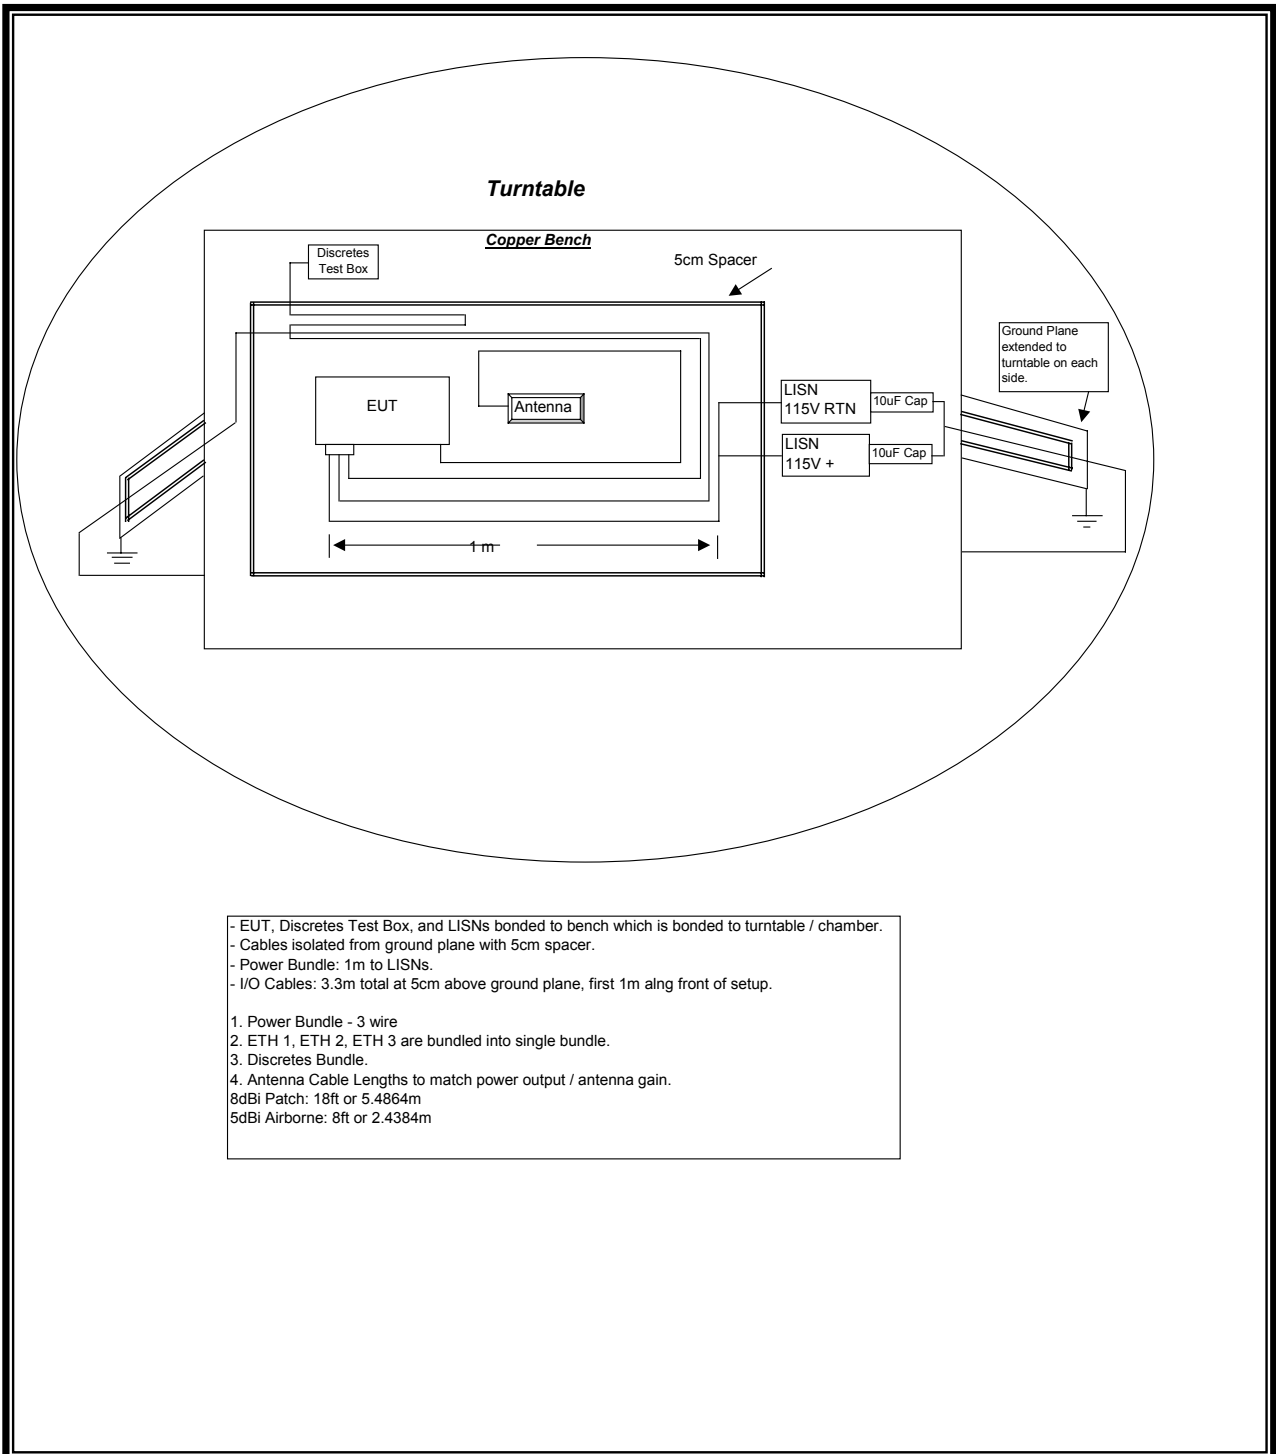 Turntable
Copper Bench
Discretes
Test Box
5cm Spacer
Ground Plane
extended to
turntable on each
side.
EUT
Antenna
LISN
115V RTN
10uF Cap
LISN
115V +
10uF Cap
1 m
- EUT, Discretes Test Box, and LISNs bonded to bench which is bonded to turntable / chamber.
- Cables isolated from ground plane with 5cm spacer.
- Power Bundle: 1m to LISNs.
- I/O Cables: 3.3m total at 5cm above ground plane, first 1m alng front of setup.
1. Power Bundle - 3 wire
2. ETH 1, ETH 2, ETH 3 are bundled into single bundle.
3. Discretes Bundle.
4. Antenna Cable Lengths to match power output / antenna gain.
8dBi Patch: 18ft or 5.4864m
5dBi Airborne: 8ft or 2.4384m